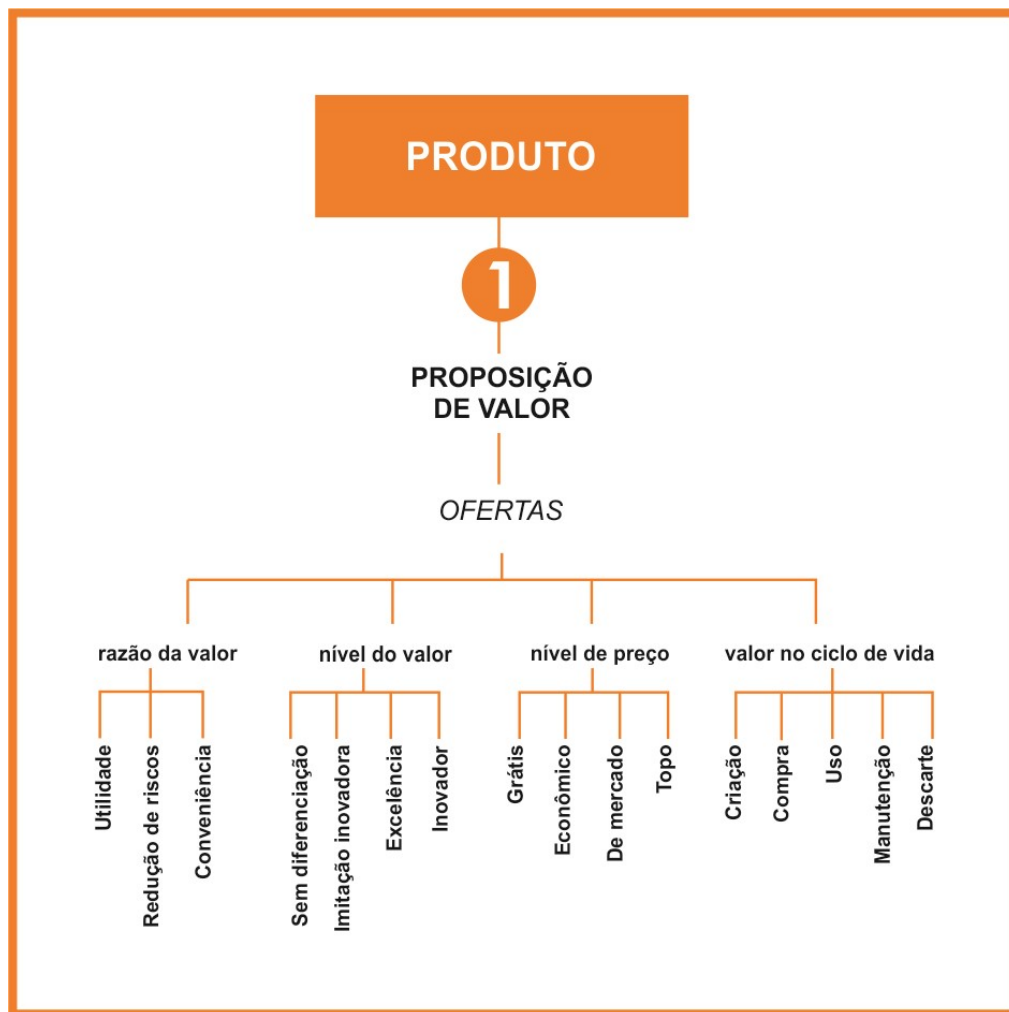 PRODUTO
1
PROPOSIÇÃO
DE VALOR
OFERTAS
razão da valor
nível do valor
nível de preço
valor no ciclo de vida
Utilidade
Redução de riscos
Conveniência
Sem diferenciação
Imitação inovadora
Excelência
Inovador
Grátis
Econômico
De mercado
Topo
Criação
Compra
Uso
Manutenção
Descarte